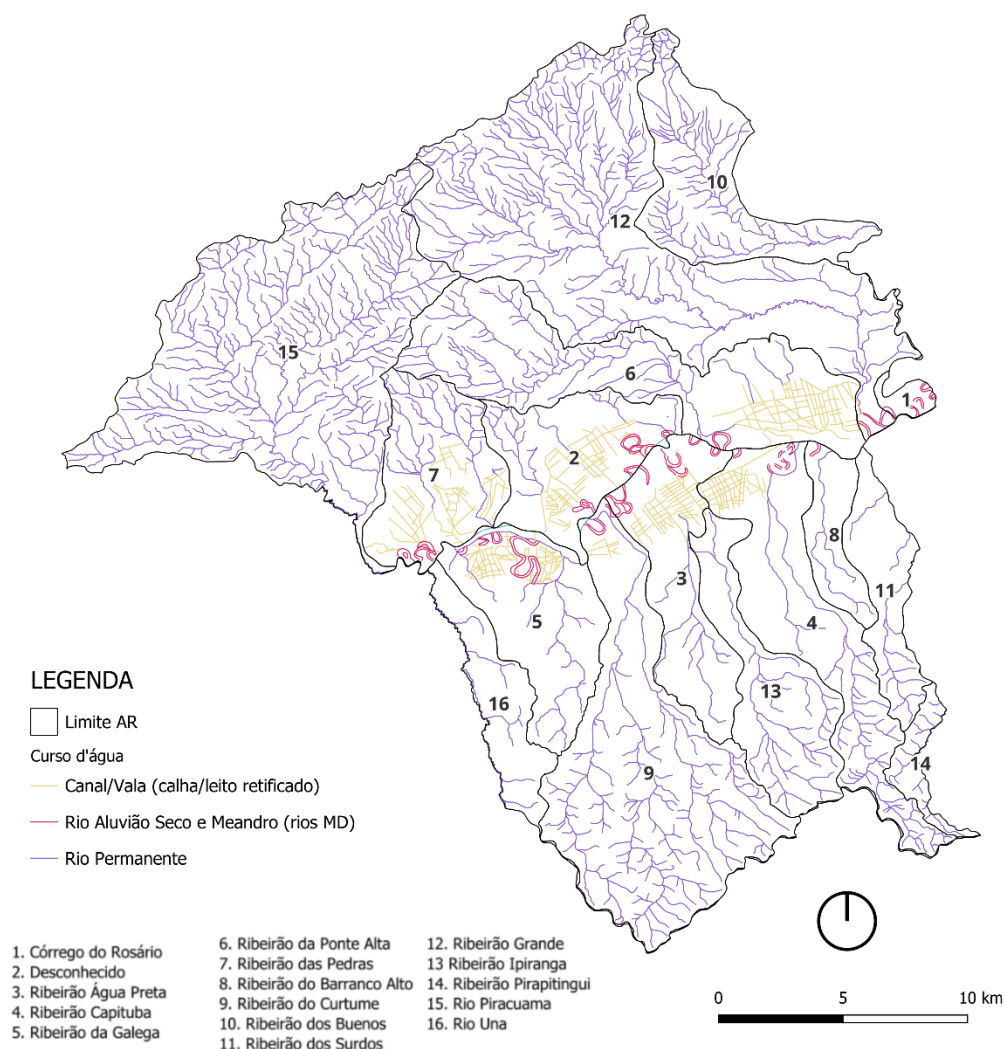 10
12
15
6
1
2
7
8
3
11
5
4
13
16
14
9
LEGENDA
Limite AR
Curso d'água
Canal/Vala (calha/leito retificado)
Rio Aluvião Seco e Meandro (rios MD)
Rio Permanente
1. Córrego do Rosário
2. Desconhecido
3. Ribeirão Água Preta
4. Ribeirão Capituba
5. Ribeirão da Galega
6. Ribeirão da Ponte Alta
7. Ribeirão das Pedras
8. Ribeirão do Barranco Alto
9. Ribeirão do Curtume
10. Ribeirão dos Buenos
11. Ribeirão dos Surdos
12. Ribeirão Grande
13 Ribeirão Ipiranga
14. Ribeirão Pirapitingui
15. Rio Piracuama
16. Rio Una
0 5 10 km